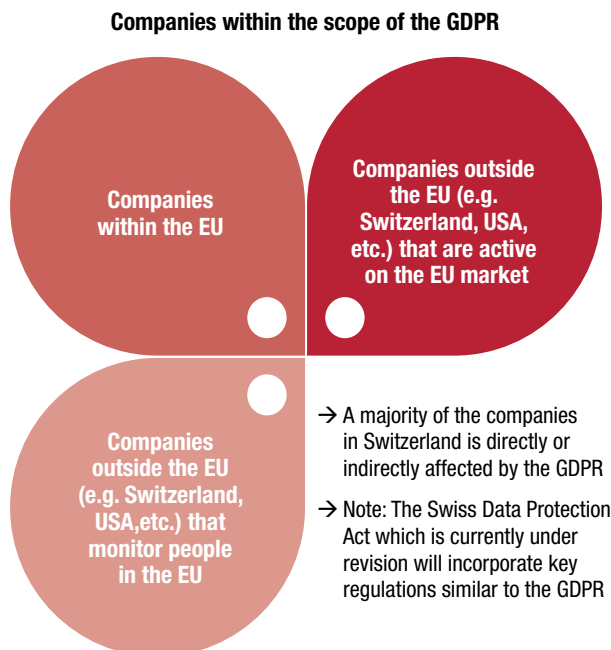 Companies within the scope of the GDPR
Companies
within the EU
Companies outside
the EU (e.g.
Switzerland, USA,
etc.) that are active
on the EU market
Companies
outside the EU
(e.g. Switzerland,
USA,etc.) that
monitor people
in the EU
→ A majority of the companies
in Switzerland is directly or
indirectly affected by the GDPR
→ Note: The Swiss Data Protection
Act which is currently under
revision will incorporate key
regulations similar to the GDPR